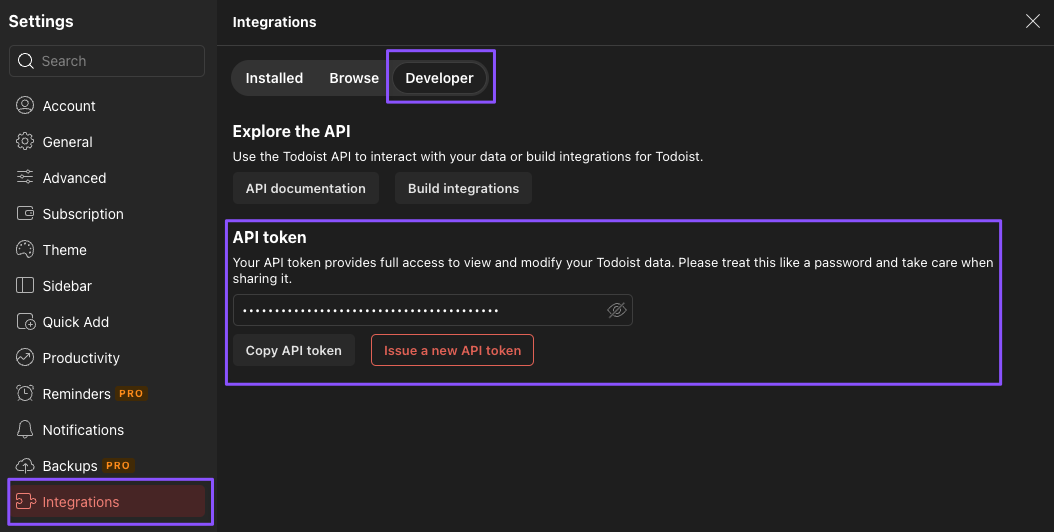 Settings
Search
Account
General
Advanced
Subscription
Theme
Sidebar
Quick Add
Productivity
Reminders PRO
Notifications
Backups PRO
Integrations
Integrations
Installed Browse Developer
Explore the API
Use the Todoist API to interact with your data or build integrations for Todoist.
API documentation Build integrations
API token
Your API token provides full access to view and modify your Todoist data. Please treat this like a password and take care when
sharing it.
••••••••••••••••••••••••••••••••••••••••
Copy API token Issue a new API token